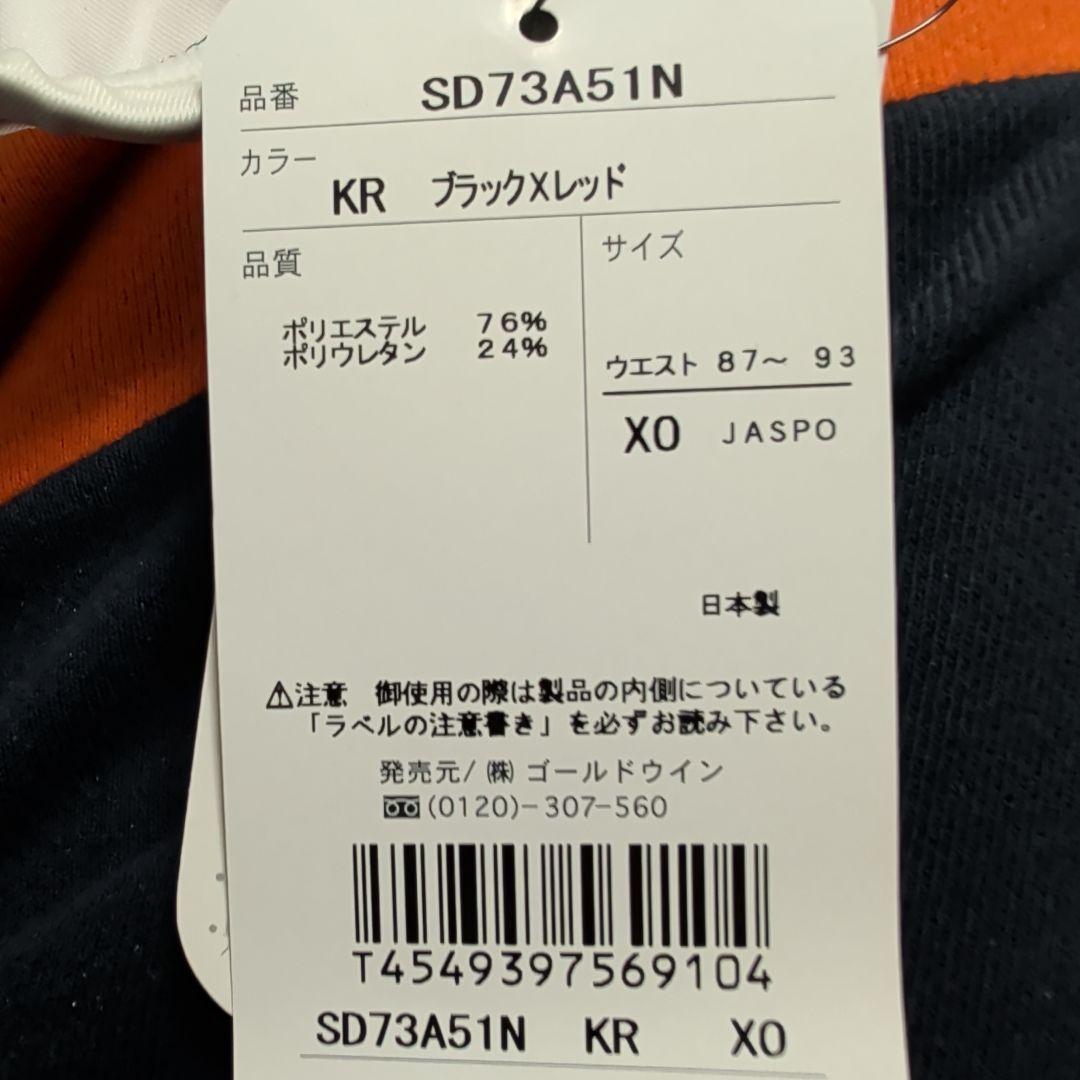 品番 SD73A51N
カラー
KR ブラックXレッド
品質
ポリエステル 76%
ポリウレタン 24%
サイズ
ウエスト 87〜 93
XO JASPO
日本製
⚠注意 御使用の際は製品の内側についている
「ラベルの注意書き」を必ずお読み下さい。
発売元/ ㈱ ゴールドウイン
(0120)-307-560
T4549397569104
SD73A51N KR XO